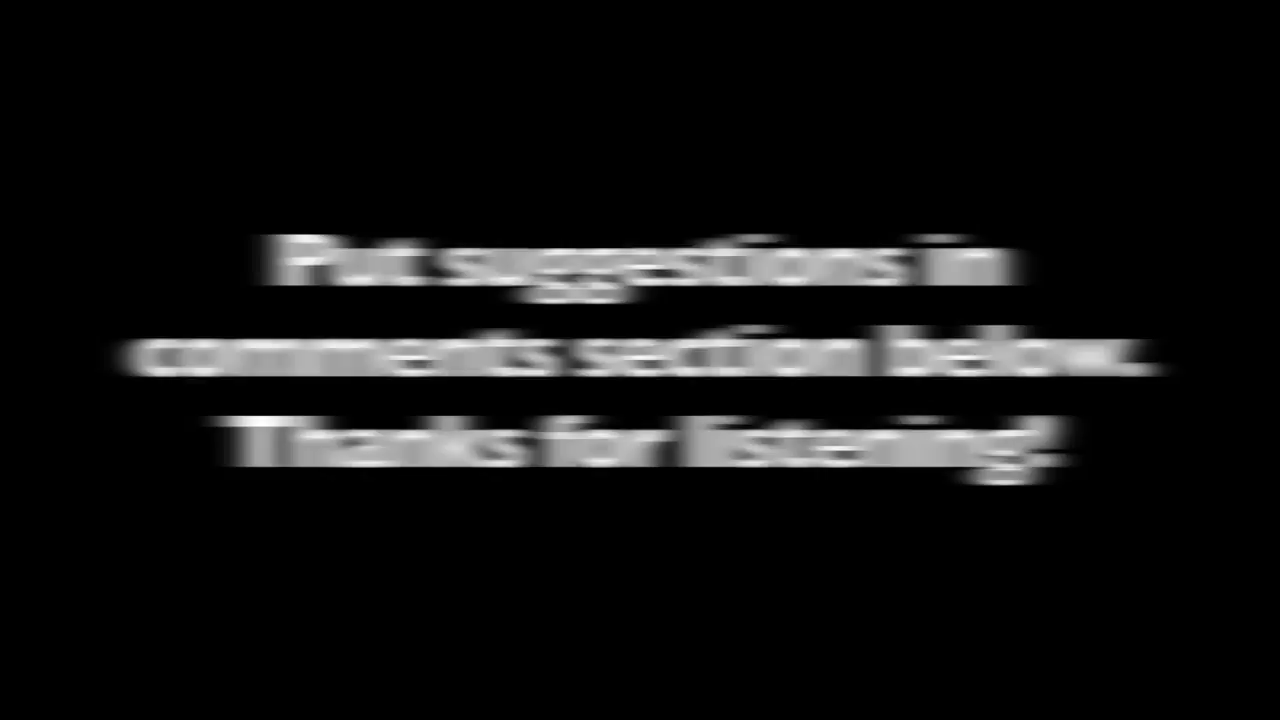 Put suggestions in
comments section below.
Thanks for listening!